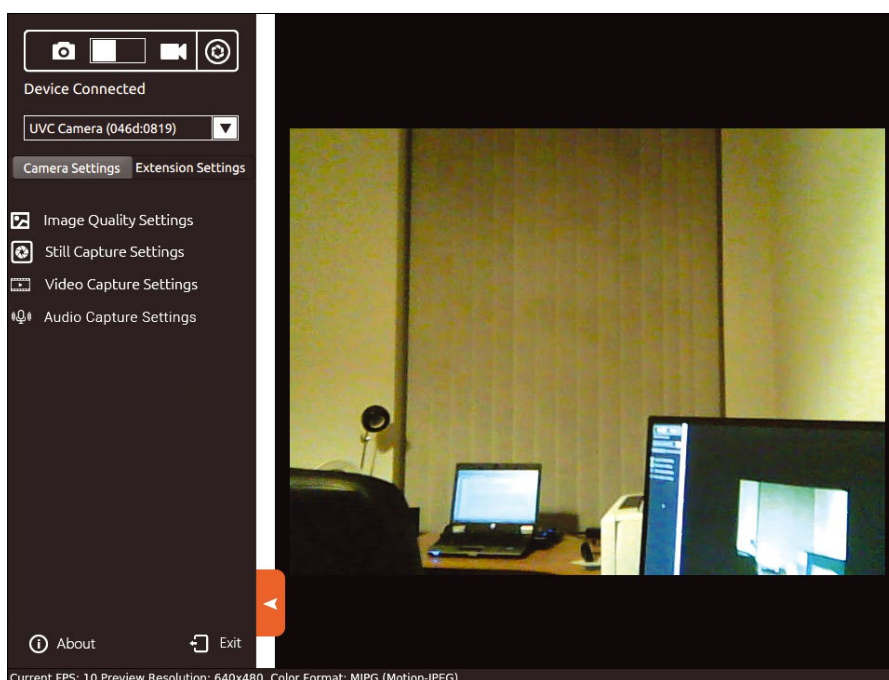 Device Connected
UVC Camera (046d:0819)
Camera Settings Extension Settings
Image Quality Settings
Still Capture Settings
Video Capture Settings
Audio Capture Settings
About Exit
Current FPS: 10 Preview Resolution: 640x480 Color Format: MJPG (Motion-JPEG)